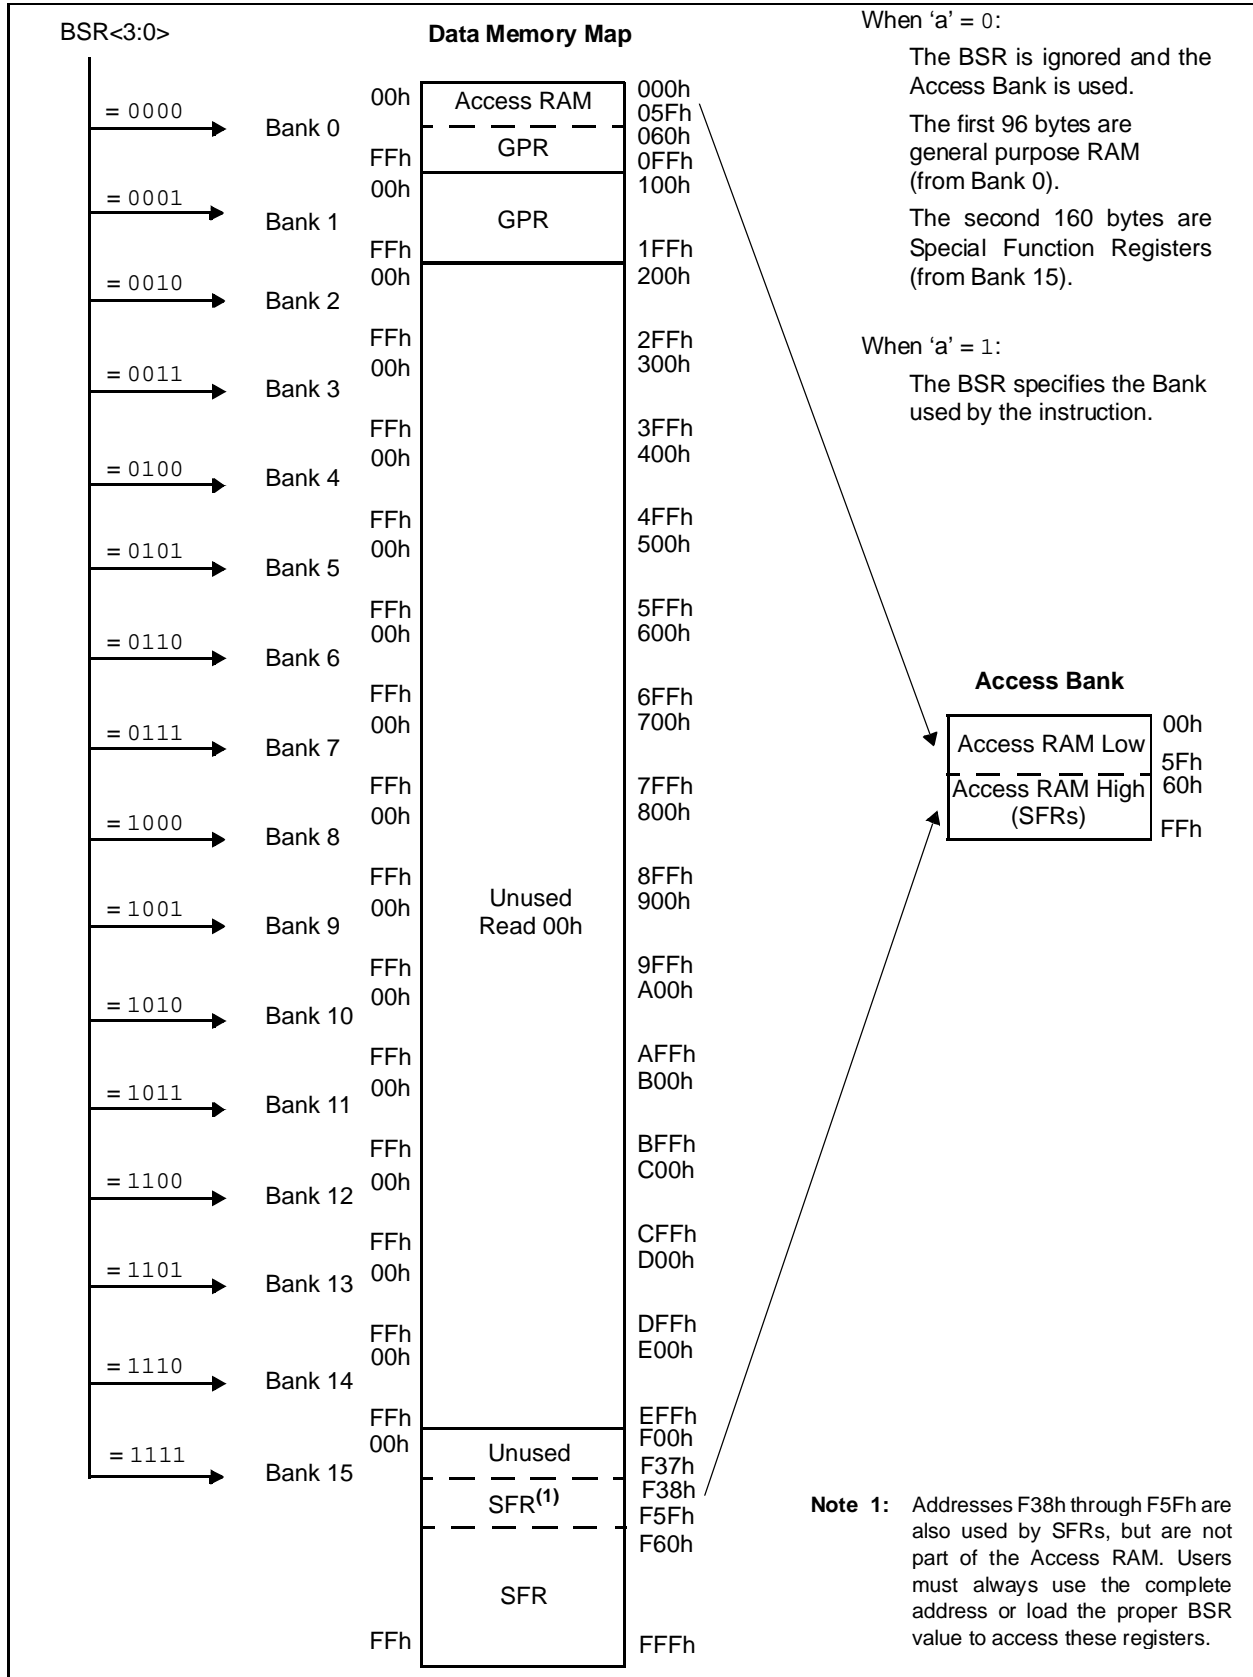 BSR<3:0>
Data Memory Map
When ‘a’ = 0:
The BSR is ignored and the
Access Bank is used.
The first 96 bytes are
general purpose RAM
(from Bank 0).
The second 160 bytes are
Special Function Registers
(from Bank 15).
When ‘a’ = 1:
The BSR specifies the Bank
used by the instruction.
= 0000
Bank 0
00h
Access RAM
000h
05Fh
GPR
060h
FFh
0FFh
= 0001
Bank 1
00h
100h
GPR
FFh
1FFh
= 0010
Bank 2
00h
200h
FFh
2FFh
= 0011
Bank 3
00h
300h
FFh
3FFh
= 0100
Bank 4
00h
400h
FFh
4FFh
= 0101
Bank 5
00h
500h
FFh
5FFh
= 0110
Bank 6
00h
600h
FFh
6FFh
= 0111
Bank 7
00h
700h
FFh
7FFh
= 1000
Bank 8
00h
800h
FFh
8FFh
Unused
Read 00h
= 1001
Bank 9
00h
900h
FFh
9FFh
= 1010
Bank 10
00h
A00h
FFh
AFFh
= 1011
Bank 11
00h
B00h
FFh
BFFh
= 1100
Bank 12
00h
C00h
FFh
CFFh
= 1101
Bank 13
00h
D00h
FFh
DFFh
= 1110
Bank 14
00h
E00h
FFh
EFFh
= 1111
Bank 15
00h
F00h
Unused
F37h
F38h
SFR(1)
F5Fh
F60h
SFR
FFh
FFFh
Access Bank
Access RAM Low
00h
5Fh
Access RAM High
(SFRs)
60h
FFh
Note 1: Addresses F38h through F5Fh are
also used by SFRs, but are not
part of the Access RAM. Users
must always use the complete
address or load the proper BSR
value to access these registers.